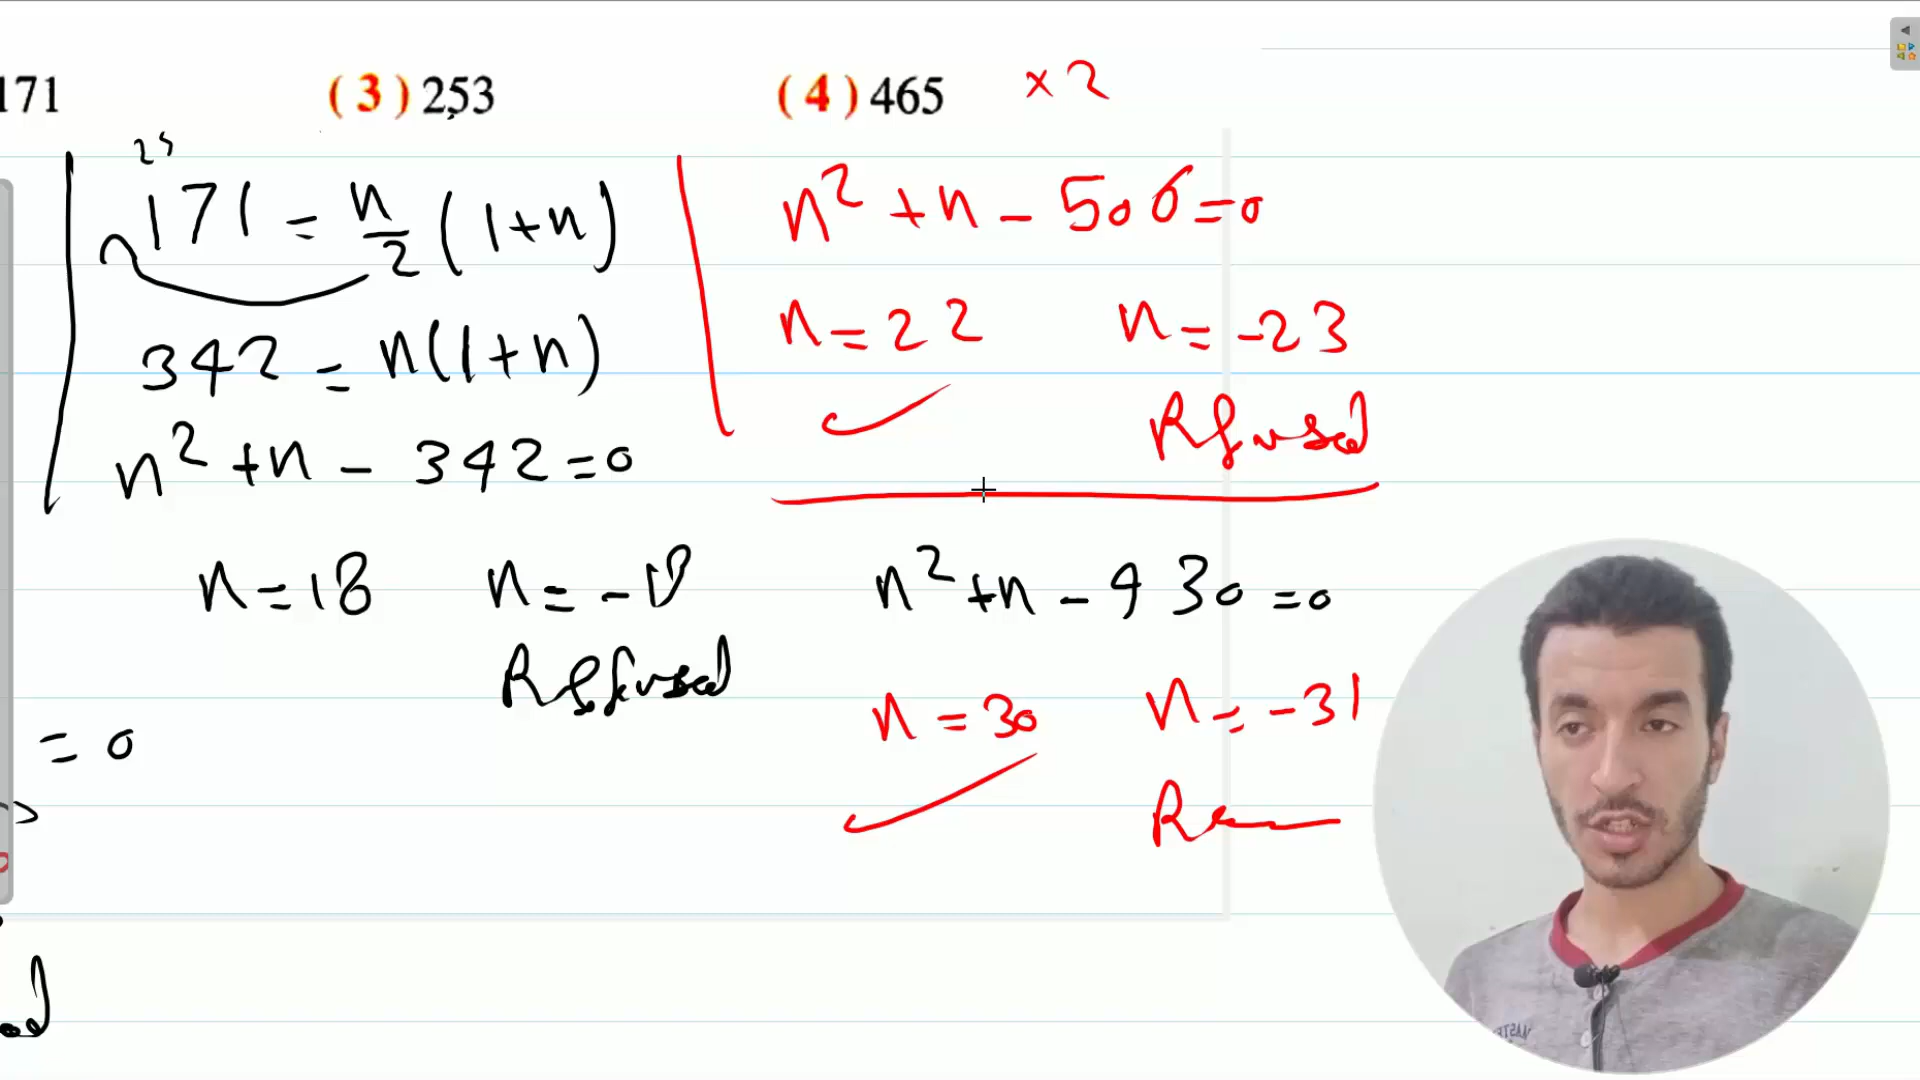 171 (3) 253 (4) 465 ×2
25
171 = n/2 (1+n)
342 = n(1+n)
n² + n - 342 = 0
n = 18 n = -19
Refused
= 0
n² + n - 506 = 0
n = 22 n = -23
Rfused
n² + n - 930 = 0
n = 30 n = -31